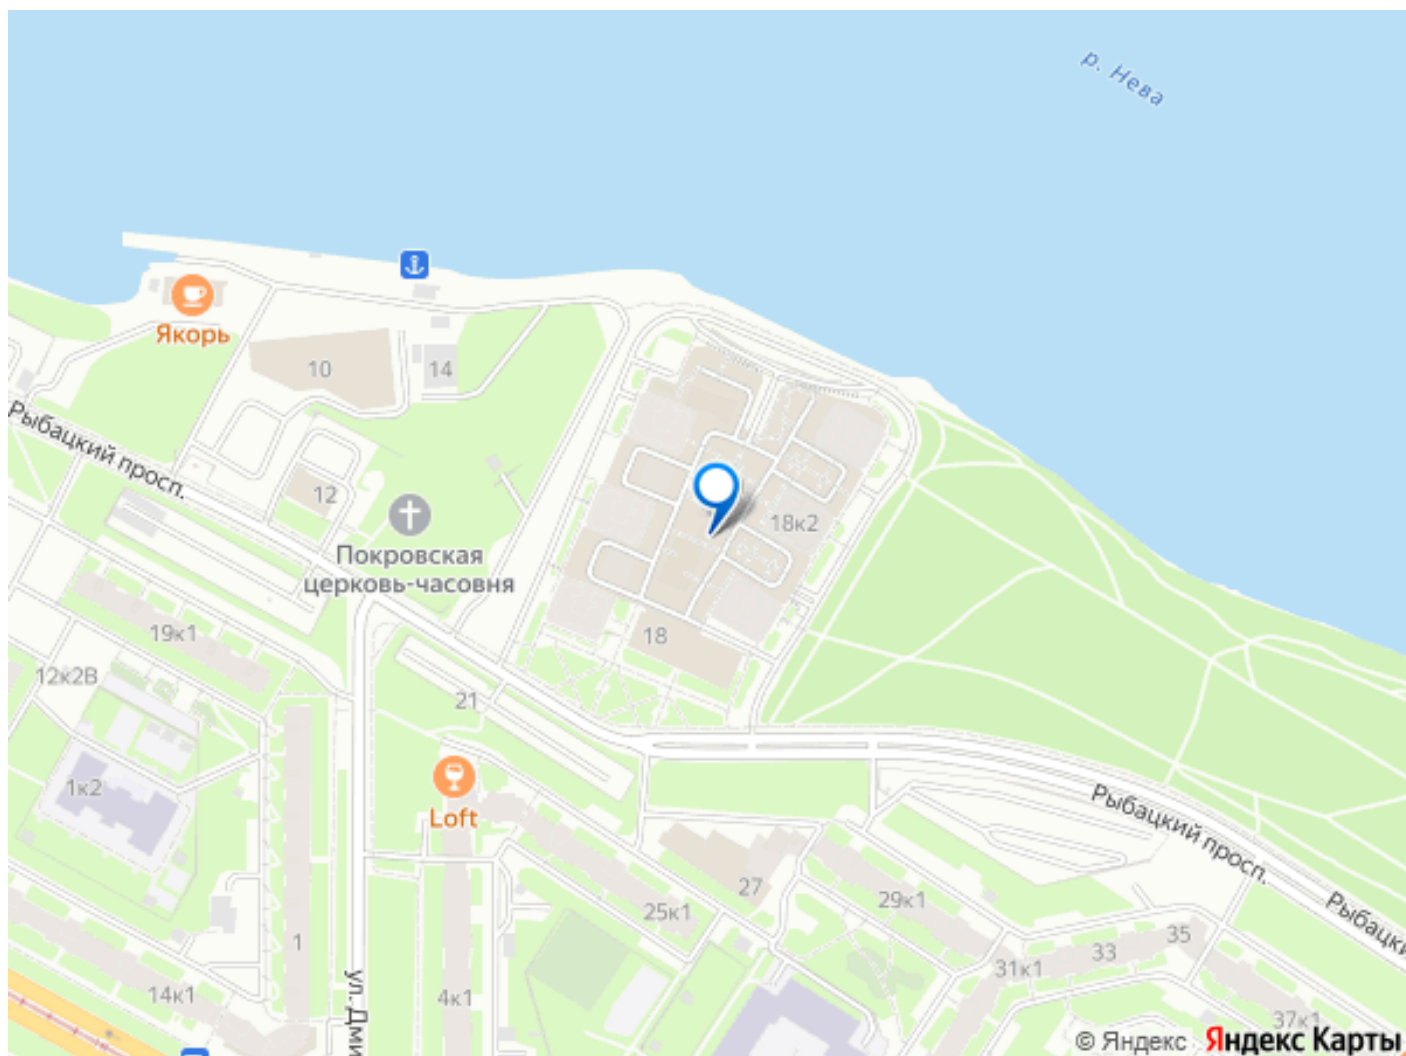 р. Нева
Якорь
10
14
Рыбацкий просп.
12
18к2
Покровская
церковь-часовня
19к1
18
12к2В
21
1к2
Loft
Рыбацкий просп.
27
25к1
29к1
Рыбацки
1
35
33
31к1
ул. Дми
14к1
4к1
37к1
© Яндекс Яндекс Карты